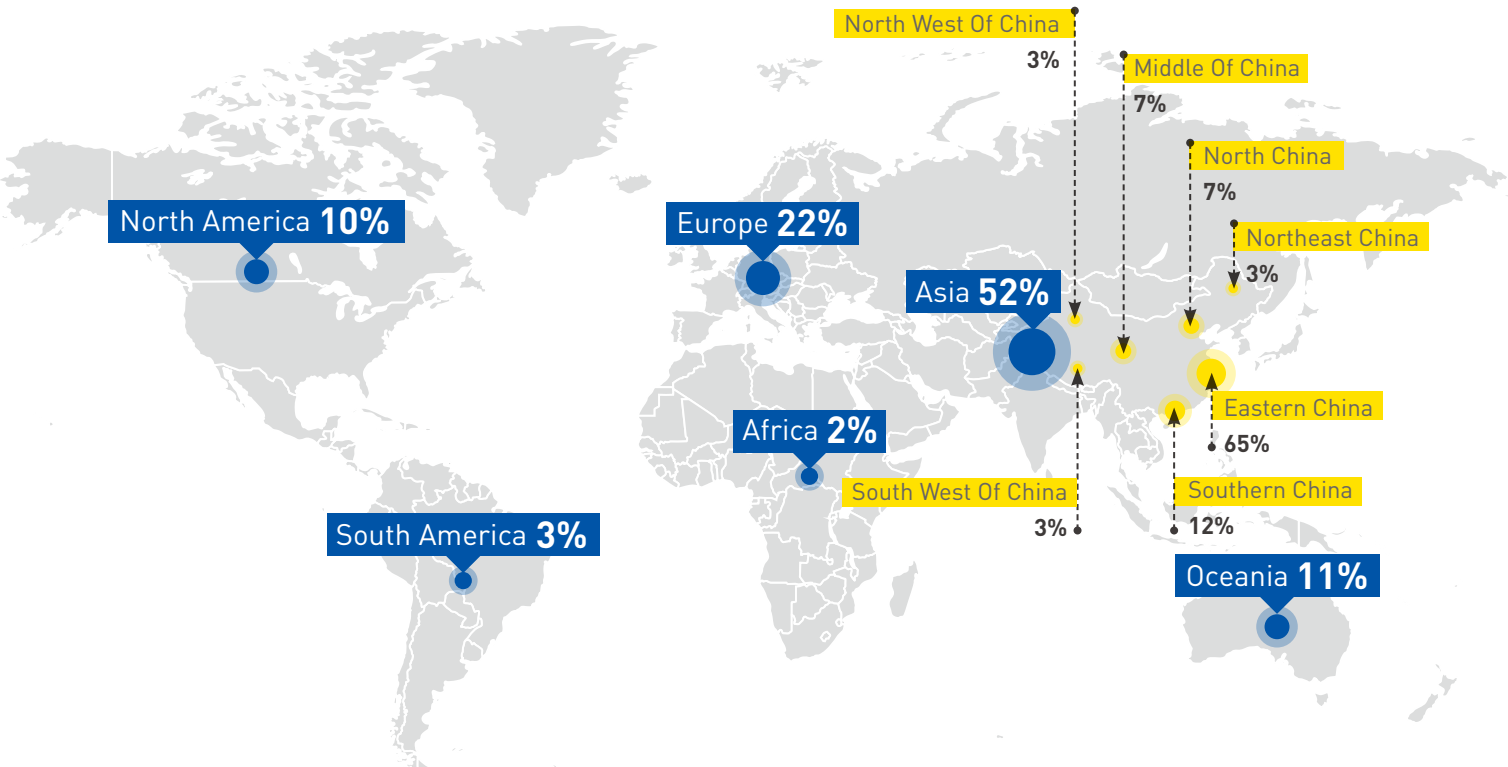 North West Of China
3%
Middle Of China
7%
North China
7%
North America 10%
Europe 22%
Northeast China
3%
Asia 52%
Eastern China
65%
Africa 2%
South West Of China
3%
Southern China
12%
South America 3%
Oceania 11%